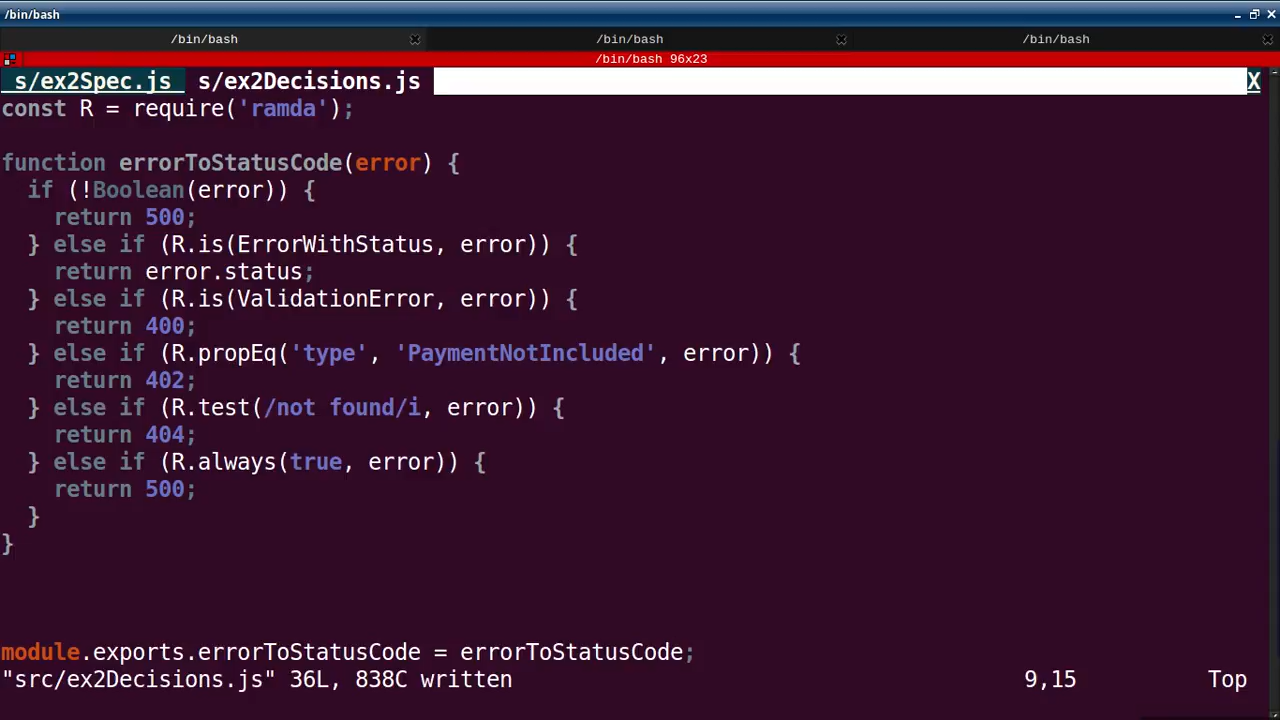 /bin/bash
/bin/bash /bin/bash /bin/bash
/bin/bash 96x23
s/ex2Spec.js s/ex2Decisions.js X
const R = require('ramda');
function errorToStatusCode(error) {
  if (!Boolean(error)) {
    return 500;
  } else if (R.is(ErrorWithStatus, error)) {
    return error.status;
  } else if (R.is(ValidationError, error)) {
    return 400;
  } else if (R.propEq('type', 'PaymentNotIncluded', error)) {
    return 402;
  } else if (R.test(/not found/i, error)) {
    return 404;
  } else if (R.always(true, error)) {
    return 500;
  }
}
module.exports.errorToStatusCode = errorToStatusCode;
"src/ex2Decisions.js" 36L, 838C written 9,15 Top